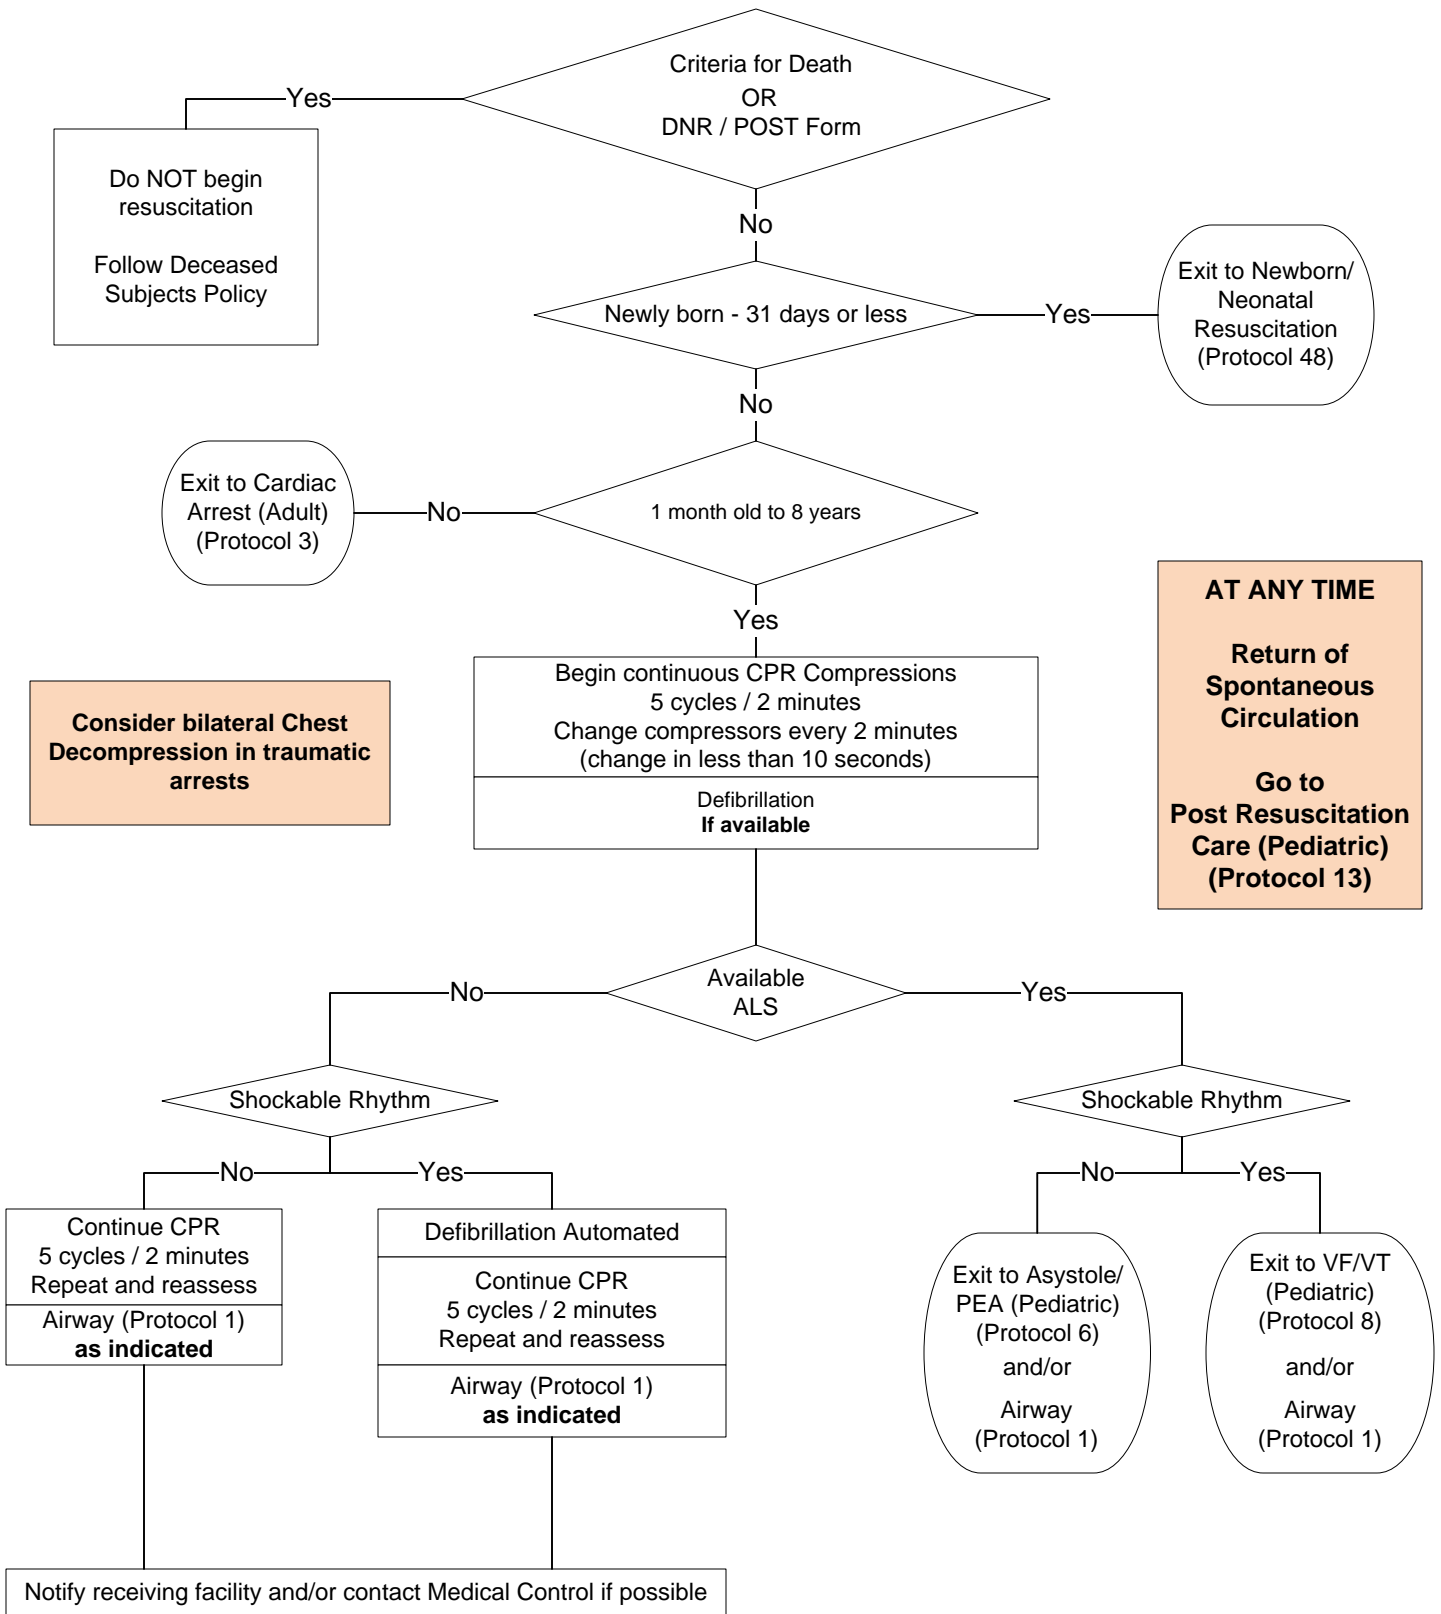 Criteria for Death
OR
DNR / POST Form
Yes
Do NOT begin
resuscitation
Follow Deceased
Subjects Policy
No
Newly born - 31 days or less
Yes
Exit to Newborn/
Neonatal
Resuscitation
(Protocol 48)
No
1 month old to 8 years
No
Exit to Cardiac
Arrest (Adult)
(Protocol 3)
Yes
Begin continuous CPR Compressions
5 cycles / 2 minutes
Change compressors every 2 minutes
(change in less than 10 seconds)
Defibrillation
If available
Consider bilateral Chest
Decompression in traumatic
arrests
AT ANY TIME
Return of
Spontaneous
Circulation
Go to
Post Resuscitation
Care (Pediatric)
(Protocol 13)
Available
ALS
No
Yes
Shockable Rhythm
No
Yes
Continue CPR
5 cycles / 2 minutes
Repeat and reassess
Airway (Protocol 1)
as indicated
Defibrillation Automated
Continue CPR
5 cycles / 2 minutes
Repeat and reassess
Airway (Protocol 1)
as indicated
Shockable Rhythm
No
Yes
Exit to Asystole/
PEA (Pediatric)
(Protocol 6)
and/or
Airway
(Protocol 1)
Exit to VF/VT
(Pediatric)
(Protocol 8)
and/or
Airway
(Protocol 1)
Notify receiving facility and/or contact Medical Control if possible